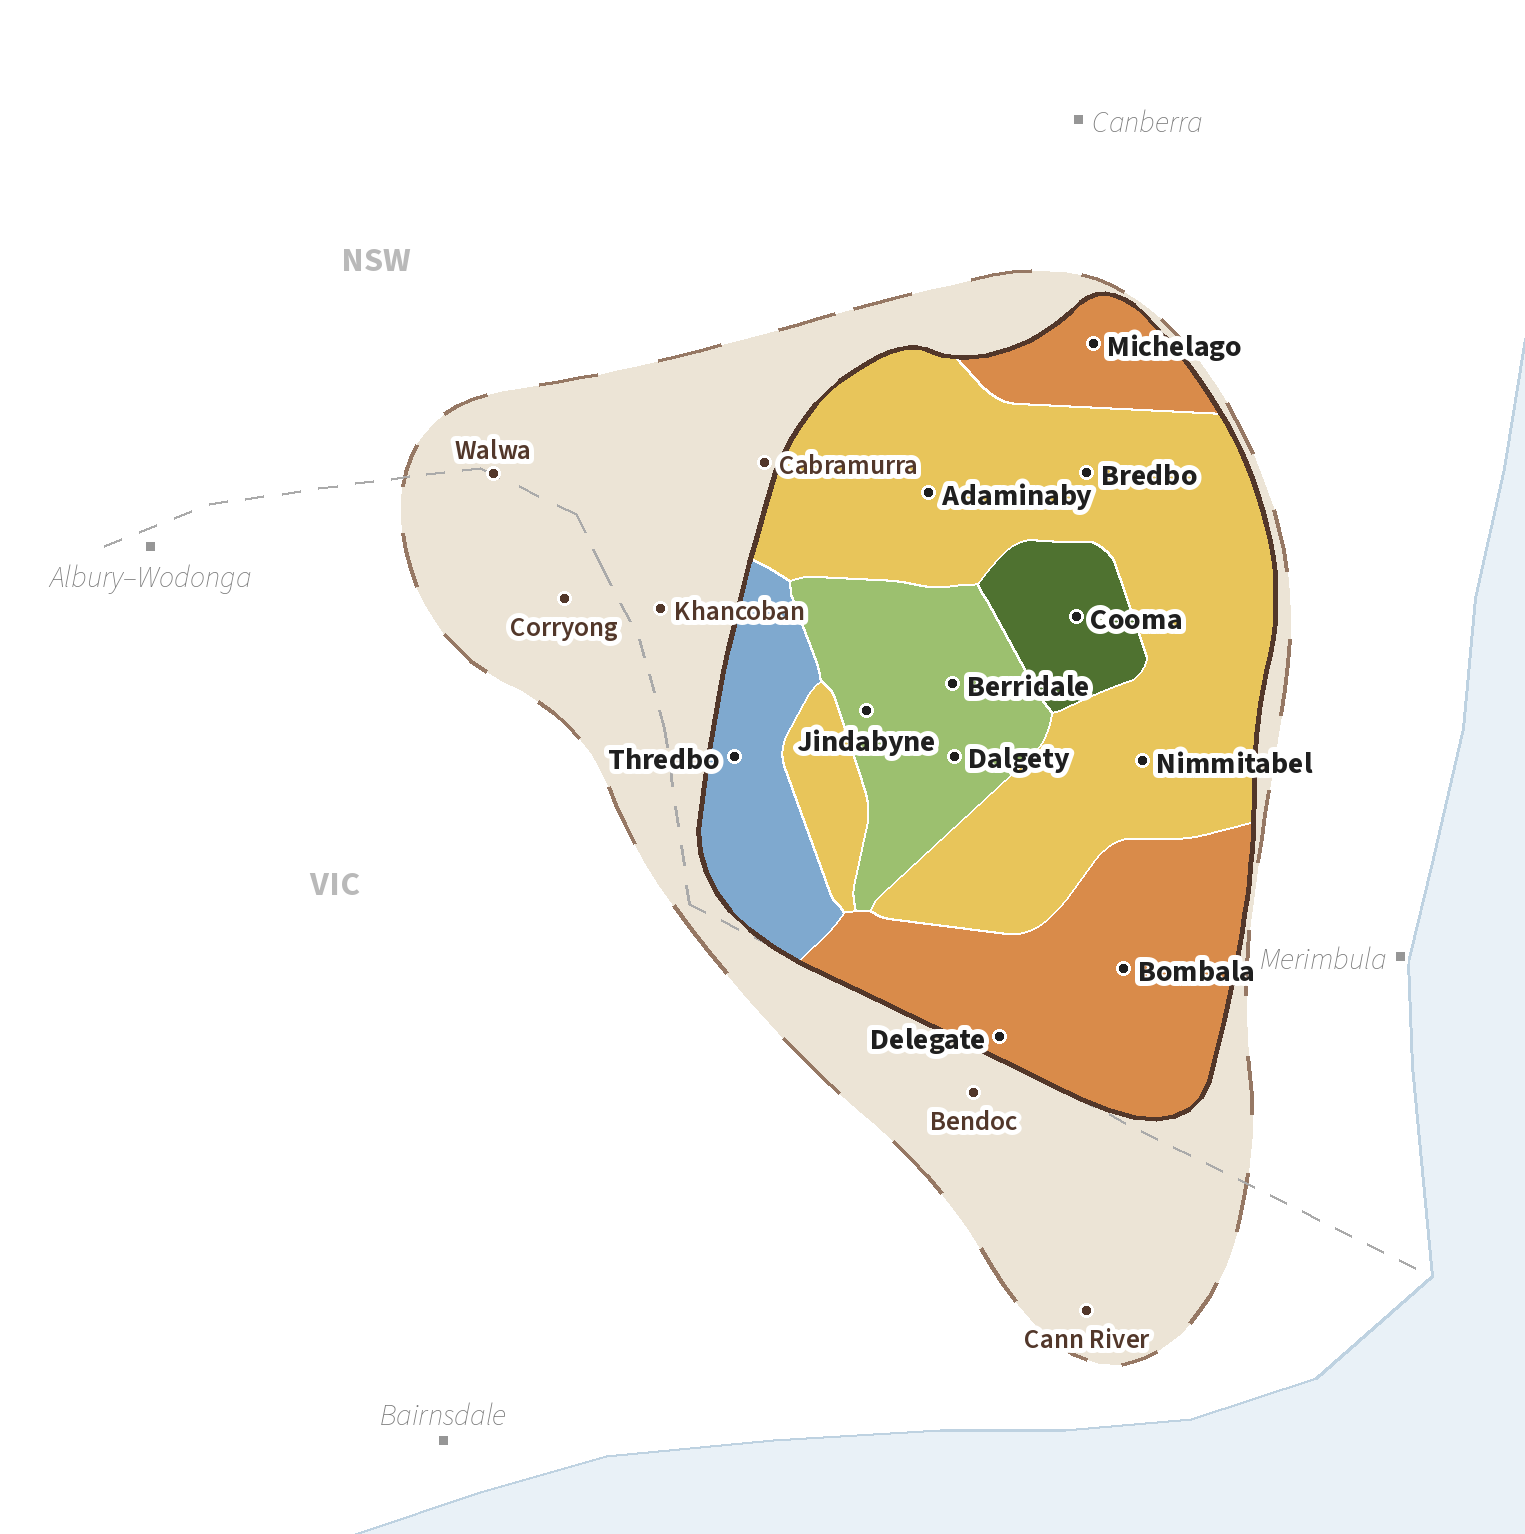 Canberra
NSW
Michelago
Walwa
Cabramurra
Bredbo
Adaminaby
Albury–Wodonga
Khancoban
Corryong
Cooma
Berridale
Jindabyne
Thredbo
Dalgety
Nimmitabel
VIC
Merimbula
Bombala
Delegate
Bendoc
Cann River
Bairnsdale